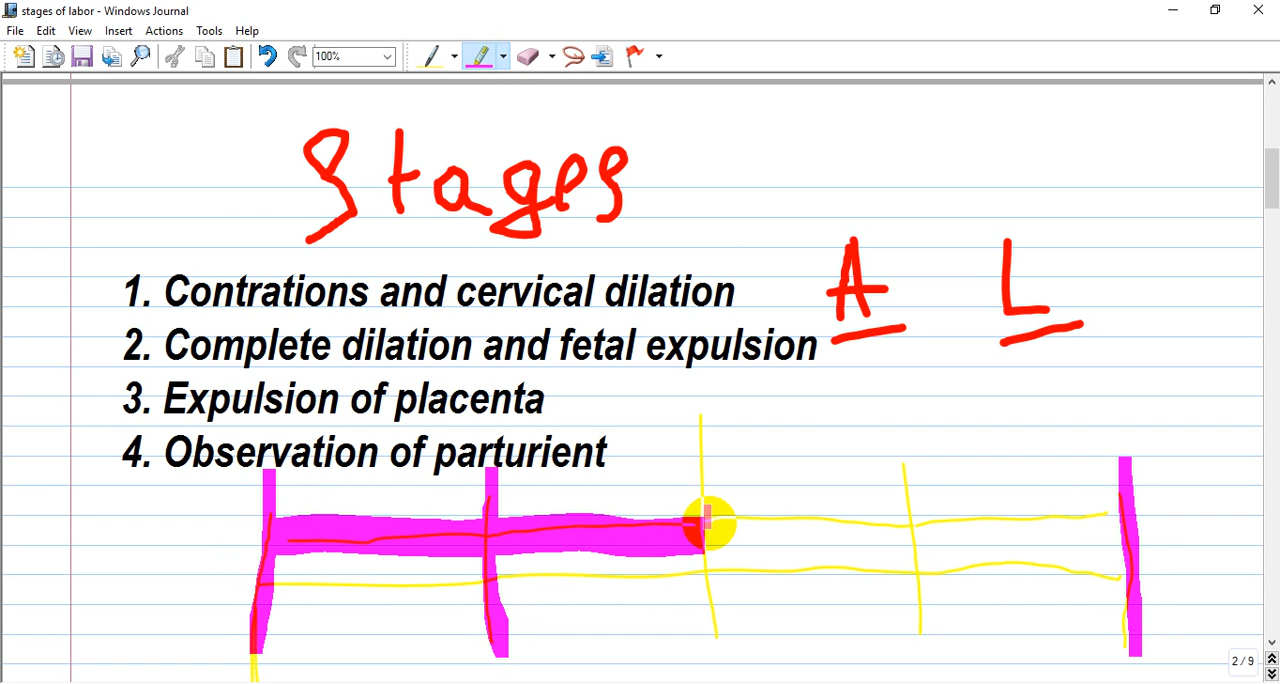 stages of labor - Windows Journal
File Edit View Insert Actions Tools Help
100%
Stages
A L
1. Contrations and cervical dilation
2. Complete dilation and fetal expulsion
3. Expulsion of placenta
4. Observation of parturient
2 / 9